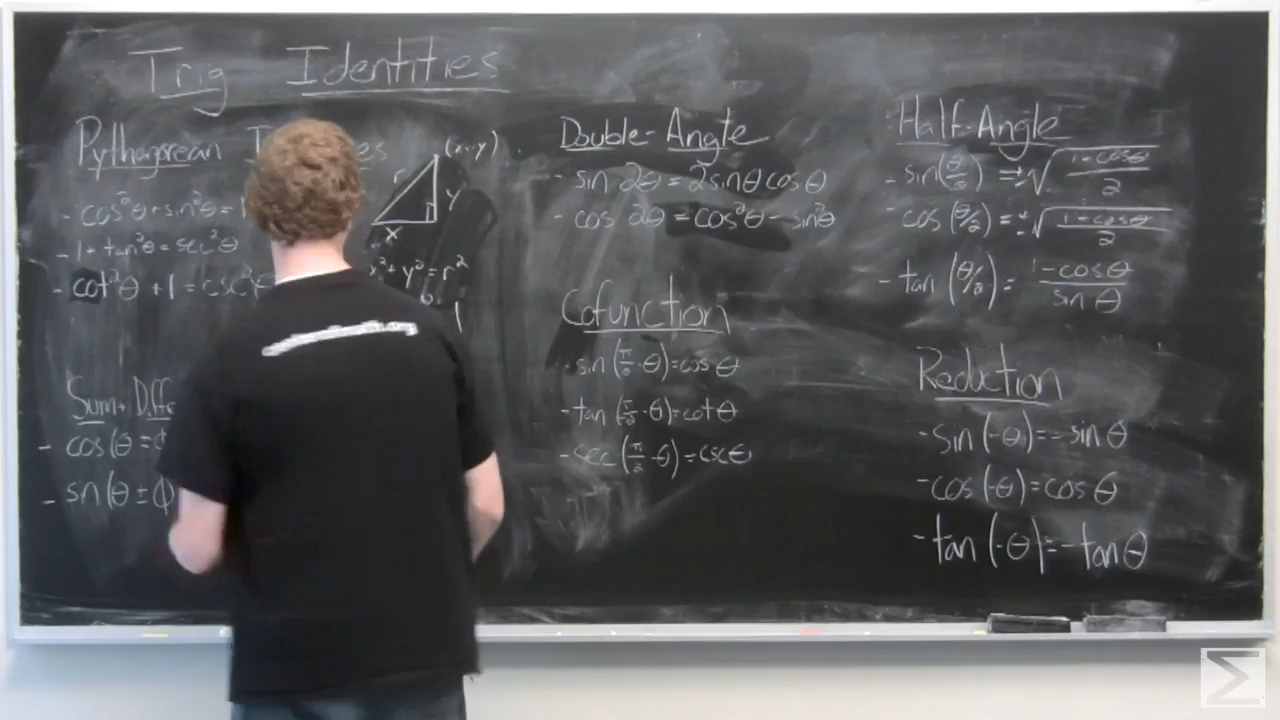 Trig Identities
Pythagorean
- cos²θ + sin²θ = 1
- 1 + tan²θ = sec²θ
- cot²θ + 1 = csc²θ
(x,y)
r
y
x
x² + y² = r²
Sum + Diffe
- cos(θ ± ϕ
- sn(θ ± ϕ
Double-Angle
- sin 2θ = 2sinθ cosθ
- cos 2θ = cos²θ - sin²θ
Cofunction
- sin(π/2 - θ) = cos θ
- tan(π/2 - θ) = cot θ
- sec(π/2 - θ) = csc θ
Half-Angle
- sin(θ/2) = ±√((1-cosθ)/2)
- cos(θ/2) = ±√((1+cosθ)/2)
- tan(θ/2) = (1-cosθ)/(sin θ)
Reduction
- sin(-θ) = -sin θ
- cos(-θ) = cos θ
- tan(-θ) = -tan θ
Σ